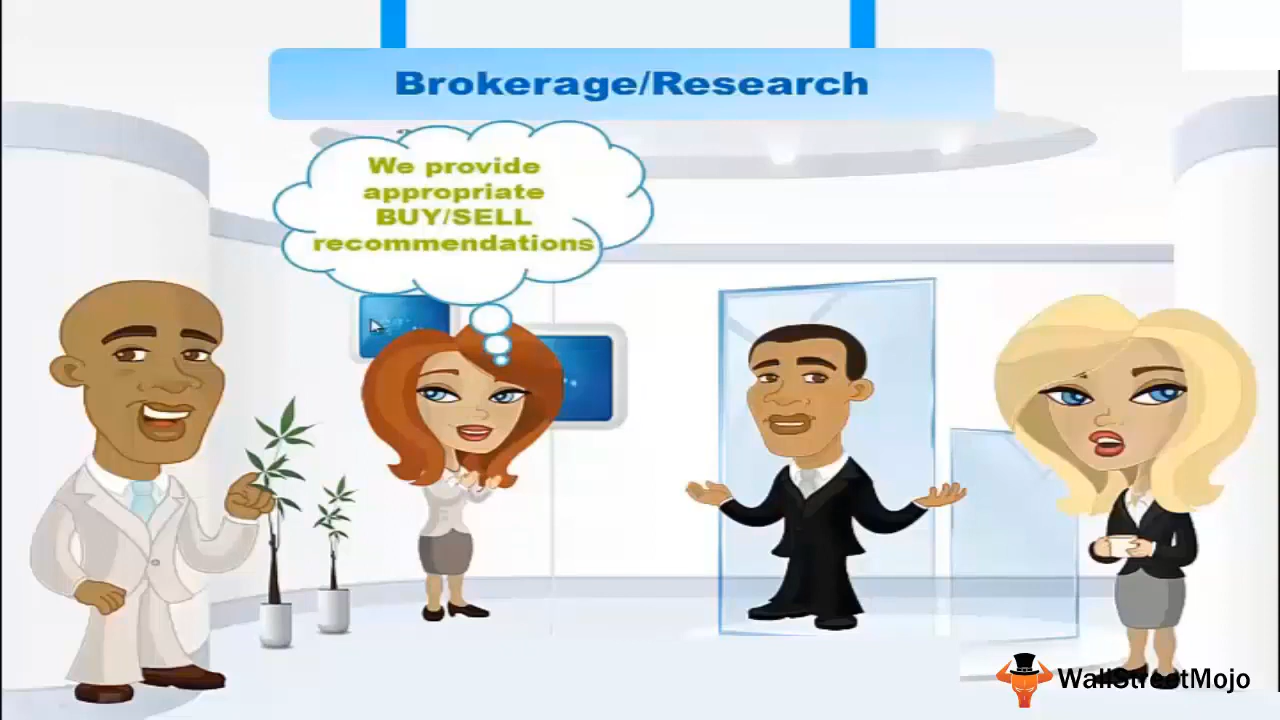 Brokerage/Research
We provide
appropriate
BUY/SELL
recommendations
WallStreetMojo